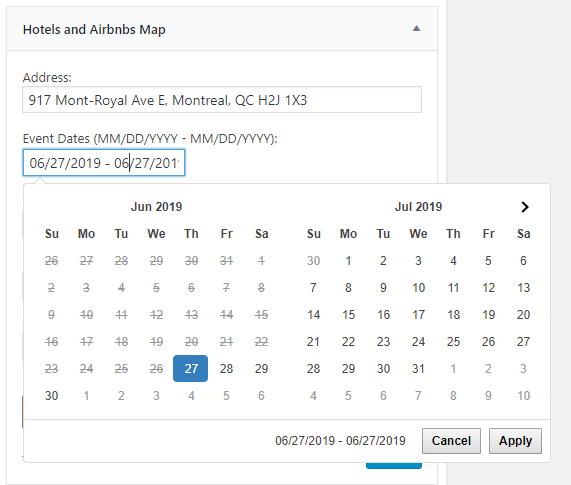 Hotels and Airbnbs Map
Address:
917 Mont-Royal Ave E, Montreal, QC H2J 1X3
Event Dates (MM/DD/YYYY - MM/DD/YYYY):
06/27/2019 - 06/27/201
Jun 2019 Jul 2019
Su Mo Tu We Th Fr Sa Su Mo Tu We Th Fr Sa
26 27 28 29 30 31 1 30 1 2 3 4 5 6
2 3 4 5 6 7 8 7 8 9 10 11 12 13
9 10 11 12 13 14 15 14 15 16 17 18 19 20
16 17 18 19 20 21 22 21 22 23 24 25 26 27
23 24 25 26 27 28 29 28 29 30 31 1 2 3
30 1 2 3 4 5 6 4 5 6 7 8 9 10
06/27/2019 - 06/27/2019 Cancel Apply